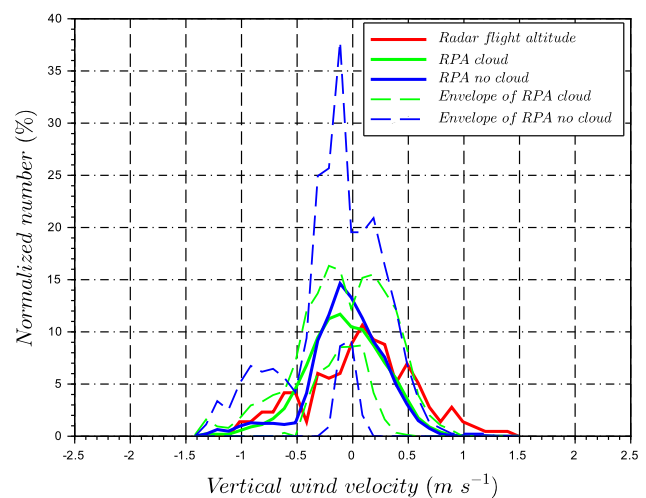 40
35
30
25
20
15
10
5
0
Normalized number (%)
Radar flight altitude
RPA cloud
RPA no cloud
Envelope of RPA cloud
Envelope of RPA no cloud
-2.5 -2 -1.5 -1 -0.5 0 0.5 1 1.5 2 2.5
Vertical wind velocity (m s⁻¹)